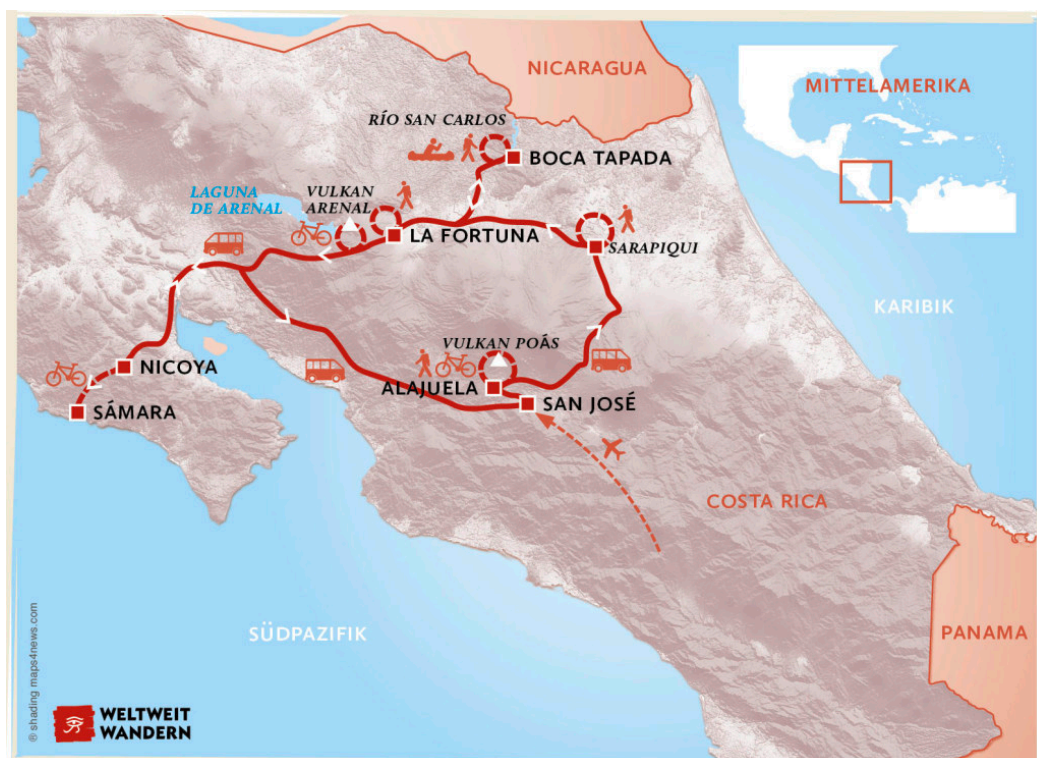 NICARAGUA
MITTELAMERIKA
RÍO SAN CARLOS
BOCA TAPADA
LAGUNA
DE ARENAL
VULKAN
ARENAL
LA FORTUNA
SARAPIQUI
KARIBIK
VULKAN POÁS
NICOYA
ALAJUELA
SAN JOSÉ
SÁMARA
COSTA RICA
SÜDPAZIFIK
PANAMA
© shading maps4news.com
WELTWEIT
WANDERN